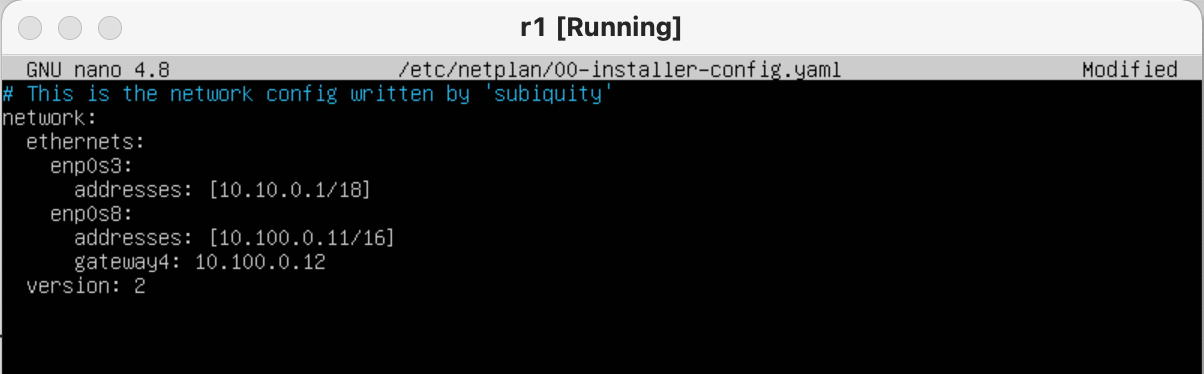 r1 [Running]
GNU nano 4.8 /etc/netplan/00-installer-config.yaml Modified
# This is the network config written by 'subiquity'
network:
  ethernets:
    enp0s3:
      addresses: [10.10.0.1/18]
    enp0s8:
      addresses: [10.100.0.11/16]
      gateway4: 10.100.0.12
  version: 2